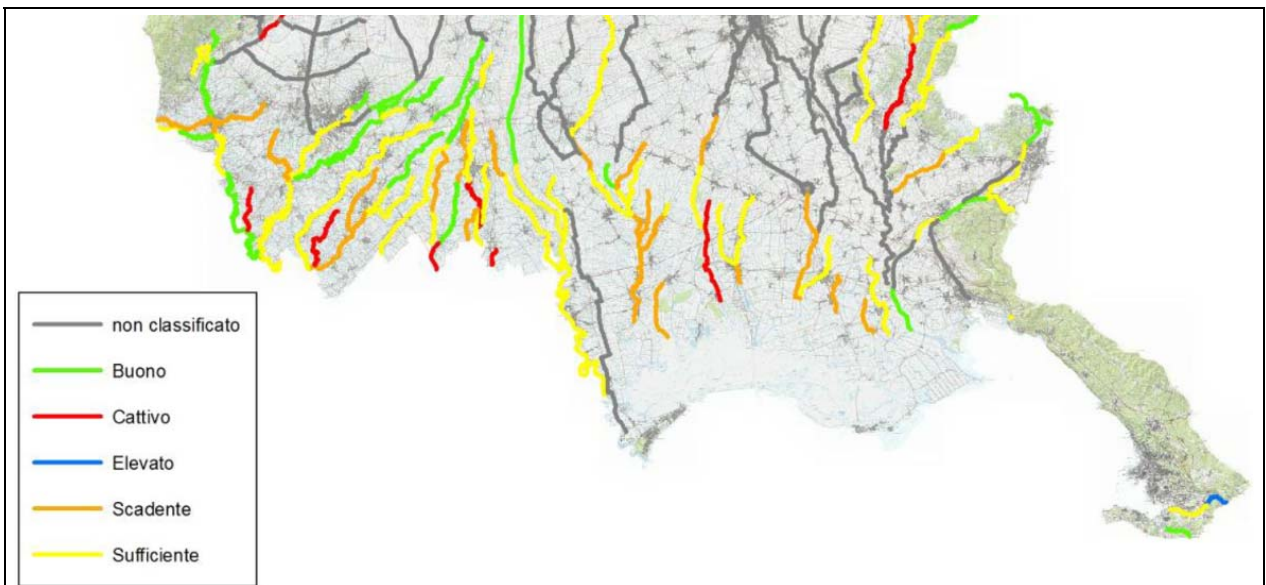 non classificato
Buono
Cattivo
Elevato
Scadente
Sufficiente